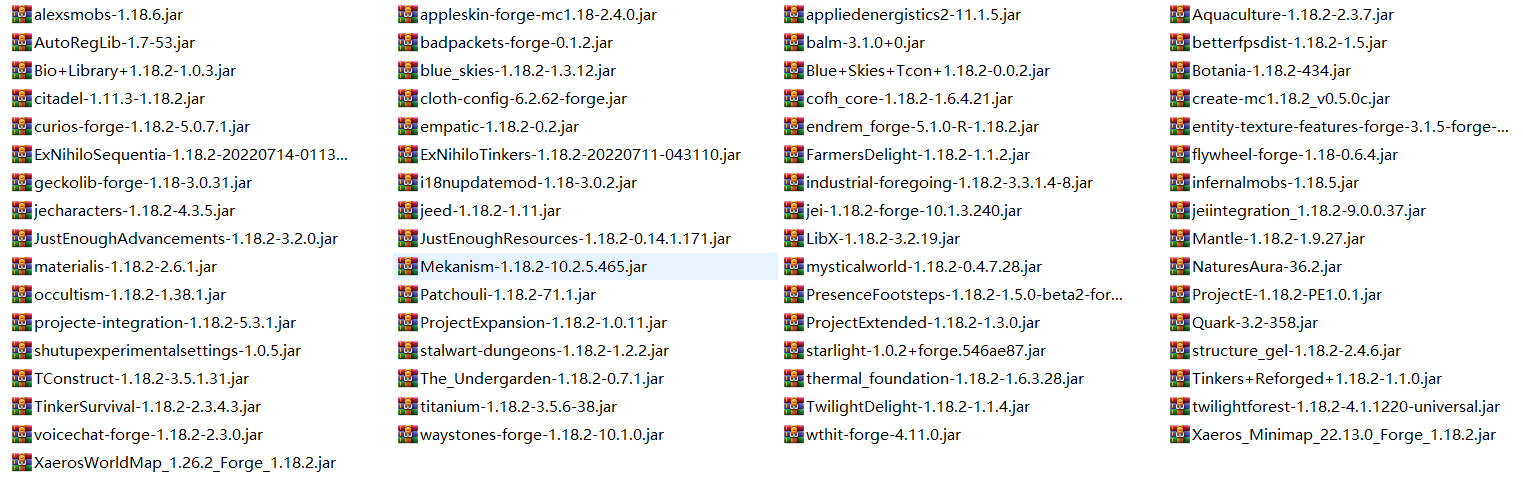 alexsmobs-1.18.6.jar
appleskin-forge-mc1.18-2.4.0.jar
appliedenergistics2-11.1.5.jar
Aquaculture-1.18.2-2.3.7.jar
AutoRegLib-1.7-53.jar
badpackets-forge-0.1.2.jar
balm-3.1.0+0.jar
betterfpsdist-1.18.2-1.5.jar
Bio+Library+1.18.2-1.0.3.jar
blue_skies-1.18.2-1.3.12.jar
Blue+Skies+Tcon+1.18.2-0.0.2.jar
Botania-1.18.2-434.jar
citadel-1.11.3-1.18.2.jar
cloth-config-6.2.62-forge.jar
cofh_core-1.18.2-1.6.4.21.jar
create-mc1.18.2_v0.5.0c.jar
curios-forge-1.18.2-5.0.7.1.jar
empatic-1.18.2-0.2.jar
endrem_forge-5.1.0-R-1.18.2.jar
entity-texture-features-forge-3.1.5-forge-...
ExNihiloSequentia-1.18.2-20220714-0113...
ExNihiloTinkers-1.18.2-20220711-043110.jar
FarmersDelight-1.18.2-1.1.2.jar
flywheel-forge-1.18-0.6.4.jar
geckolib-forge-1.18-3.0.31.jar
i18nupdatemod-1.18-3.0.2.jar
industrial-foregoing-1.18.2-3.3.1.4-8.jar
infernalmobs-1.18.5.jar
jecharacters-1.18.2-4.3.5.jar
jeed-1.18.2-1.11.jar
jei-1.18.2-forge-10.1.3.240.jar
jeiintegration_1.18.2-9.0.0.37.jar
JustEnoughAdvancements-1.18.2-3.2.0.jar
JustEnoughResources-1.18.2-0.14.1.171.jar
LibX-1.18.2-3.2.19.jar
Mantle-1.18.2-1.9.27.jar
materialis-1.18.2-2.6.1.jar
Mekanism-1.18.2-10.2.5.465.jar
mysticalworld-1.18.2-0.4.7.28.jar
NaturesAura-36.2.jar
occultism-1.18.2-1.38.1.jar
Patchouli-1.18.2-71.1.jar
PresenceFootsteps-1.18.2-1.5.0-beta2-for...
ProjectE-1.18.2-PE1.0.1.jar
projecte-integration-1.18.2-5.3.1.jar
ProjectExpansion-1.18.2-1.0.11.jar
ProjectExtended-1.18.2-1.3.0.jar
Quark-3.2-358.jar
shutupexperimentalsettings-1.0.5.jar
stalwart-dungeons-1.18.2-1.2.2.jar
starlight-1.0.2+forge.546ae87.jar
structure_gel-1.18.2-2.4.6.jar
TConstruct-1.18.2-3.5.1.31.jar
The_Undergarden-1.18.2-0.7.1.jar
thermal_foundation-1.18.2-1.6.3.28.jar
Tinkers+Reforged+1.18.2-1.1.0.jar
TinkerSurvival-1.18.2-2.3.4.3.jar
titanium-1.18.2-3.5.6-38.jar
TwilightDelight-1.18.2-1.1.4.jar
twilightforest-1.18.2-4.1.1220-universal.jar
voicechat-forge-1.18.2-2.3.0.jar
waystones-forge-1.18.2-10.1.0.jar
wthit-forge-4.11.0.jar
Xaeros_Minimap_22.13.0_Forge_1.18.2.jar
XaerosWorldMap_1.26.2_Forge_1.18.2.jar